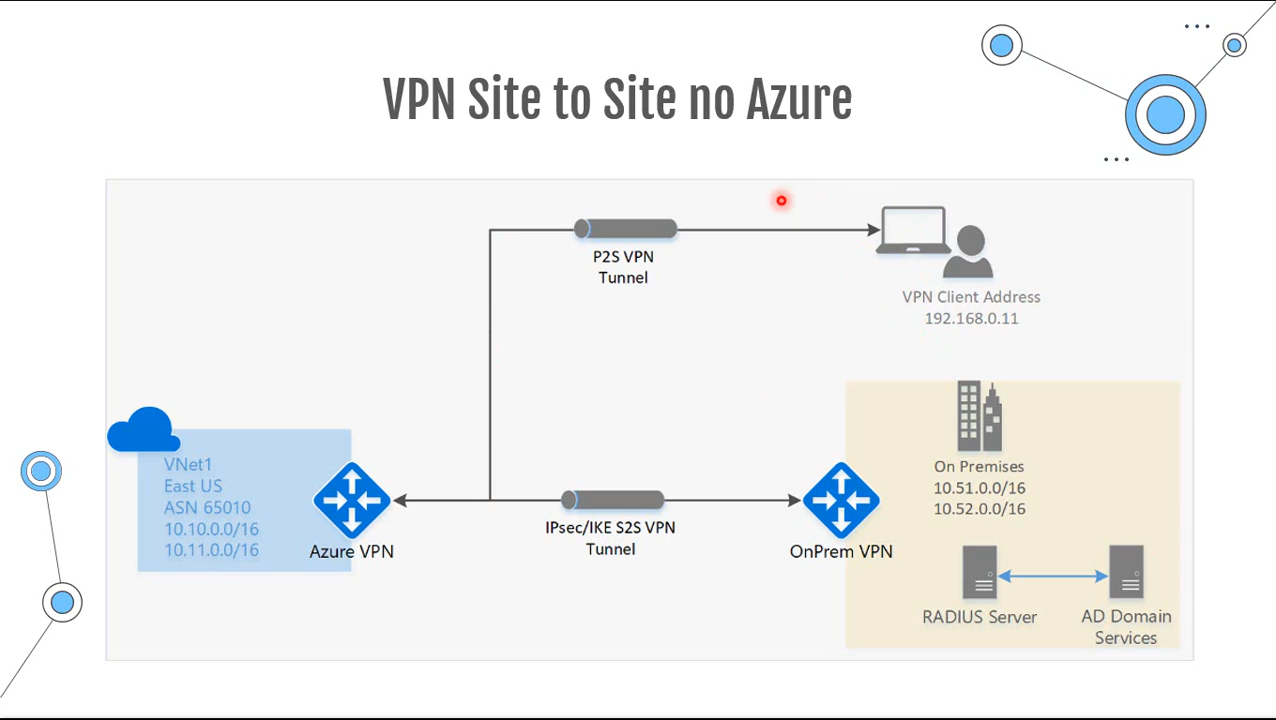 VPN Site to Site no Azure
P2S VPN
Tunnel
VPN Client Address
192.168.0.11
VNet1
East US
ASN 65010
10.10.0.0/16
10.11.0.0/16
Azure VPN
IPsec/IKE S2S VPN
Tunnel
OnPrem VPN
On Premises
10.51.0.0/16
10.52.0.0/16
RADIUS Server
AD Domain
Services